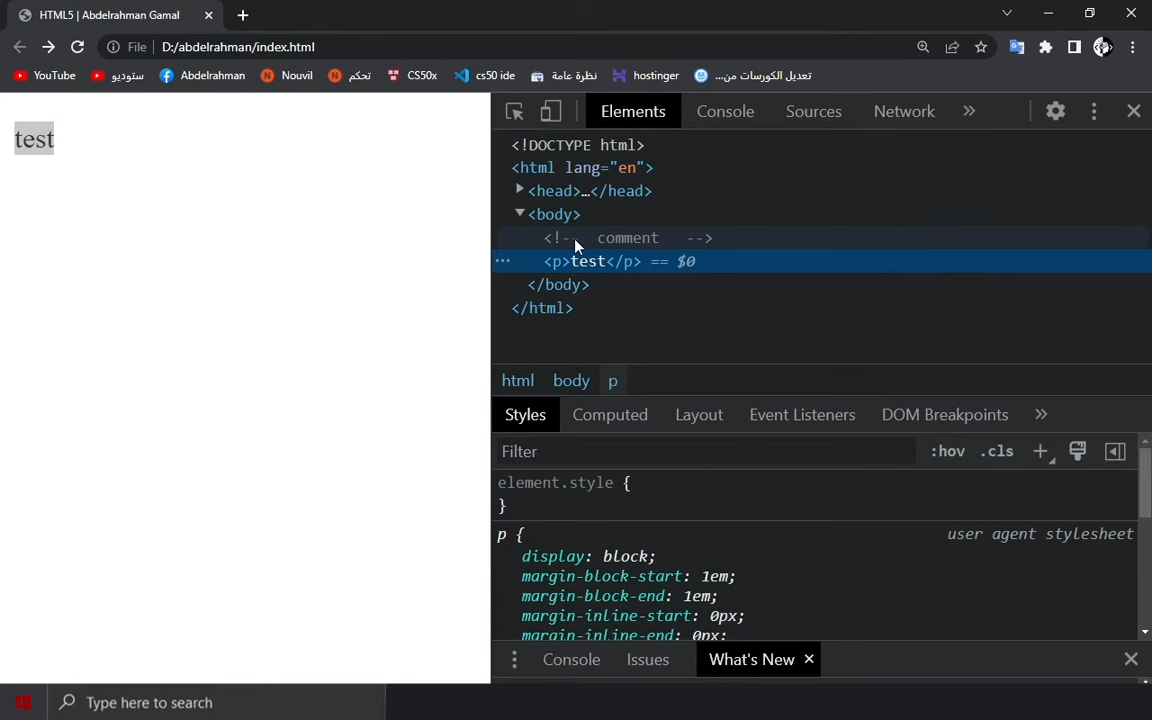 HTML5 | Abdelrahman Gamal
File D:/abdelrahman/index.html
YouTube ستوديو Abdelrahman Nouvil تحكم CS50x cs50 ide نظرة عامة hostinger تعديل الكورسات من...
test
Elements Console Sources Network
<!DOCTYPE html>
<html lang="en">
<head>…</head>
<body>
<!-- comment -->
<p>test</p> == $0
</body>
</html>
html body p
Styles Computed Layout Event Listeners DOM Breakpoints
Filter :hov .cls
element.style {
}
p { user agent stylesheet
display: block;
margin-block-start: 1em;
margin-block-end: 1em;
margin-inline-start: 0px;
margin-inline-end: 0px;
Console Issues What's New
Type here to search